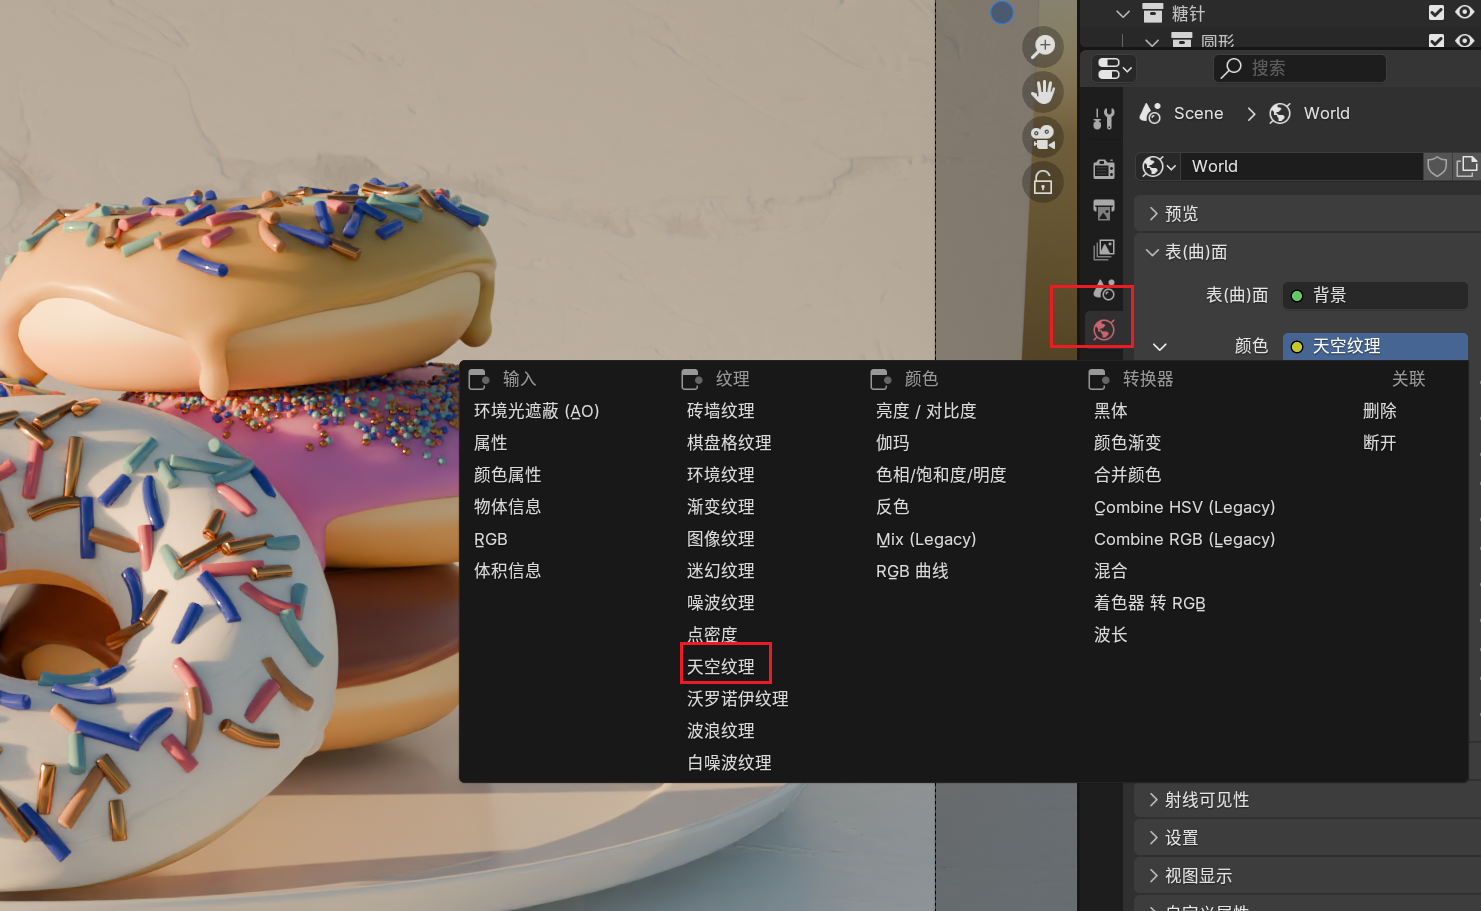 糖针
圆形
搜索
Scene
World
World
预览
表(曲)面
表(曲)面
背景
颜色
天空纹理
输入
环境光遮蔽 (AO)
属性
颜色属性
物体信息
RGB
体积信息
纹理
砖墙纹理
棋盘格纹理
环境纹理
渐变纹理
图像纹理
迷幻纹理
噪波纹理
点密度
天空纹理
沃罗诺伊纹理
波浪纹理
白噪波纹理
颜色
亮度 / 对比度
伽玛
色相/饱和度/明度
反色
Mix (Legacy)
RGB 曲线
转换器
黑体
颜色渐变
合并颜色
Combine HSV (Legacy)
Combine RGB (Legacy)
混合
着色器 转 RGB
波长
关联
删除
断开
射线可见性
设置
视图显示
自定义属性